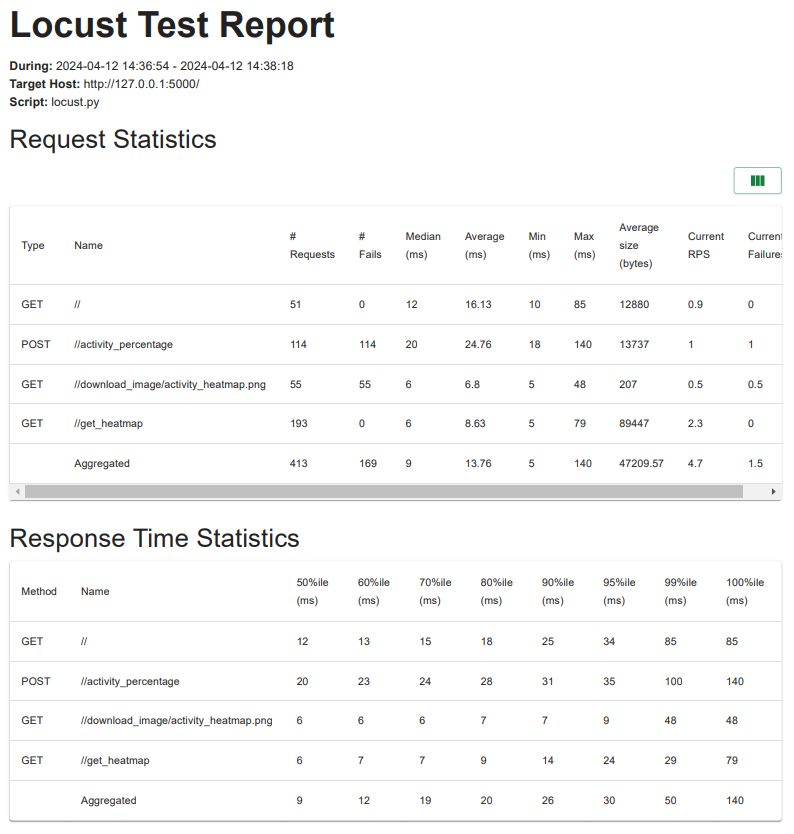 Locust Test Report
During: 2024-04-12 14:36:54 - 2024-04-12 14:38:18
Target Host: http://127.0.0.1:5000/
Script: locust.py
Request Statistics
Type Name # Requests # Fails Median (ms) Average (ms) Min (ms) Max (ms) Average size (bytes) Current RPS Current Failures
GET // 51 0 12 16.13 10 85 12880 0.9 0
POST //activity_percentage 114 114 20 24.76 18 140 13737 1 1
GET //download_image/activity_heatmap.png 55 55 6 6.8 5 48 207 0.5 0.5
GET //get_heatmap 193 0 6 8.63 5 79 89447 2.3 0
Aggregated 413 169 9 13.76 5 140 47209.57 4.7 1.5
Response Time Statistics
Method Name 50%ile (ms) 60%ile (ms) 70%ile (ms) 80%ile (ms) 90%ile (ms) 95%ile (ms) 99%ile (ms) 100%ile (ms)
GET // 12 13 15 18 25 34 85 85
POST //activity_percentage 20 23 24 28 31 35 100 140
GET //download_image/activity_heatmap.png 6 6 6 7 7 9 48 48
GET //get_heatmap 6 7 7 9 14 24 29 79
Aggregated 9 12 19 20 26 30 50 140